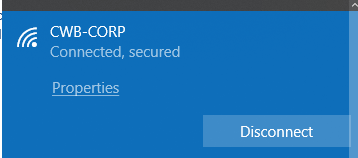 CWB-CORP
Connected, secured
Properties
Disconnect